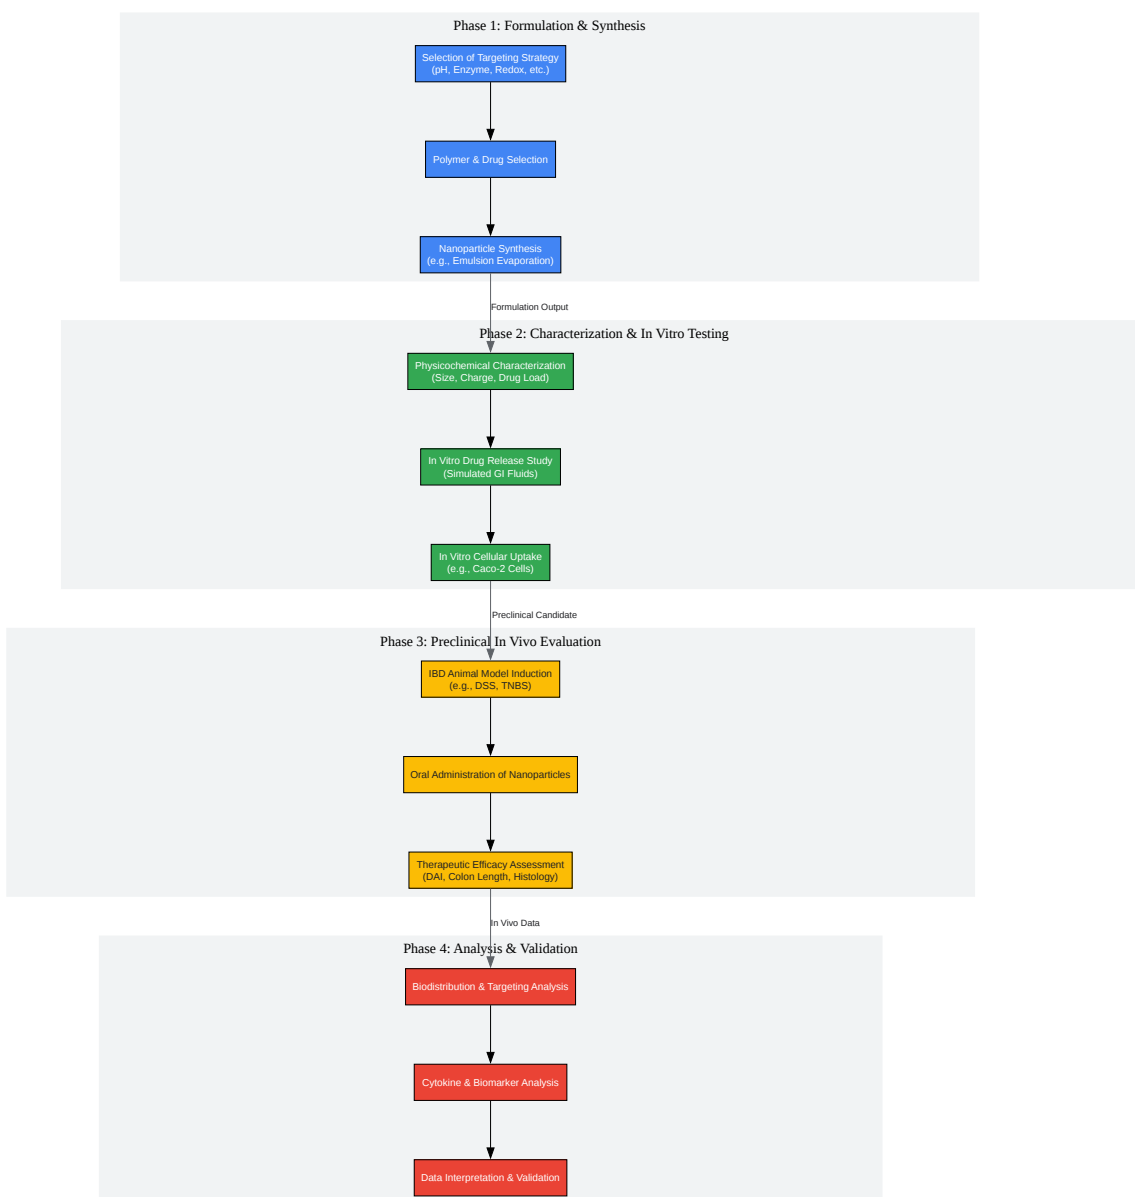 Phase 1: Formulation & Synthesis
Selection of Targeting Strategy
(pH, Enzyme, Redox, etc.)
Polymer & Drug Selection
Nanoparticle Synthesis
(e.g., Emulsion Evaporation)
Formulation Output
Phase 2: Characterization & In Vitro Testing
Physicochemical Characterization
(Size, Charge, Drug Load)
In Vitro Drug Release Study
(Simulated GI Fluids)
In Vitro Cellular Uptake
(e.g., Caco-2 Cells)
Preclinical Candidate
Phase 3: Preclinical In Vivo Evaluation
IBD Animal Model Induction
(e.g., DSS, TNBS)
Oral Administration of Nanoparticles
Therapeutic Efficacy Assessment
(DAI, Colon Length, Histology)
In Vivo Data
Phase 4: Analysis & Validation
Biodistribution & Targeting Analysis
Cytokine & Biomarker Analysis
Data Interpretation & Validation